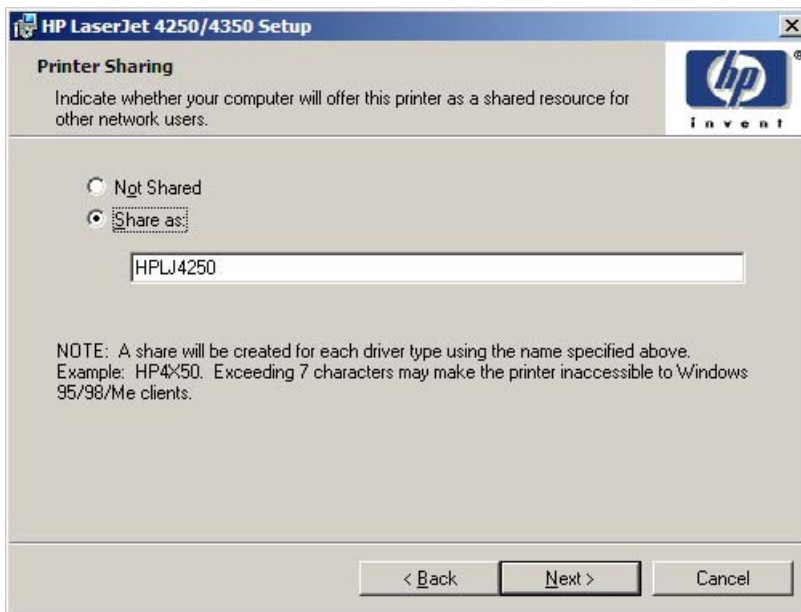 HP LaserJet 4250/4350 Setup
Printer Sharing
Indicate whether your computer will offer this printer as a shared resource for
other network users.
hp
®
invent
Not Shared
Share as:
HPLJ4250
NOTE: A share will be created for each driver type using the name specified above.
Example: HP4X50. Exceeding 7 characters may make the printer inaccessible to Windows
95/98/Me clients.
< Back
Next >
Cancel